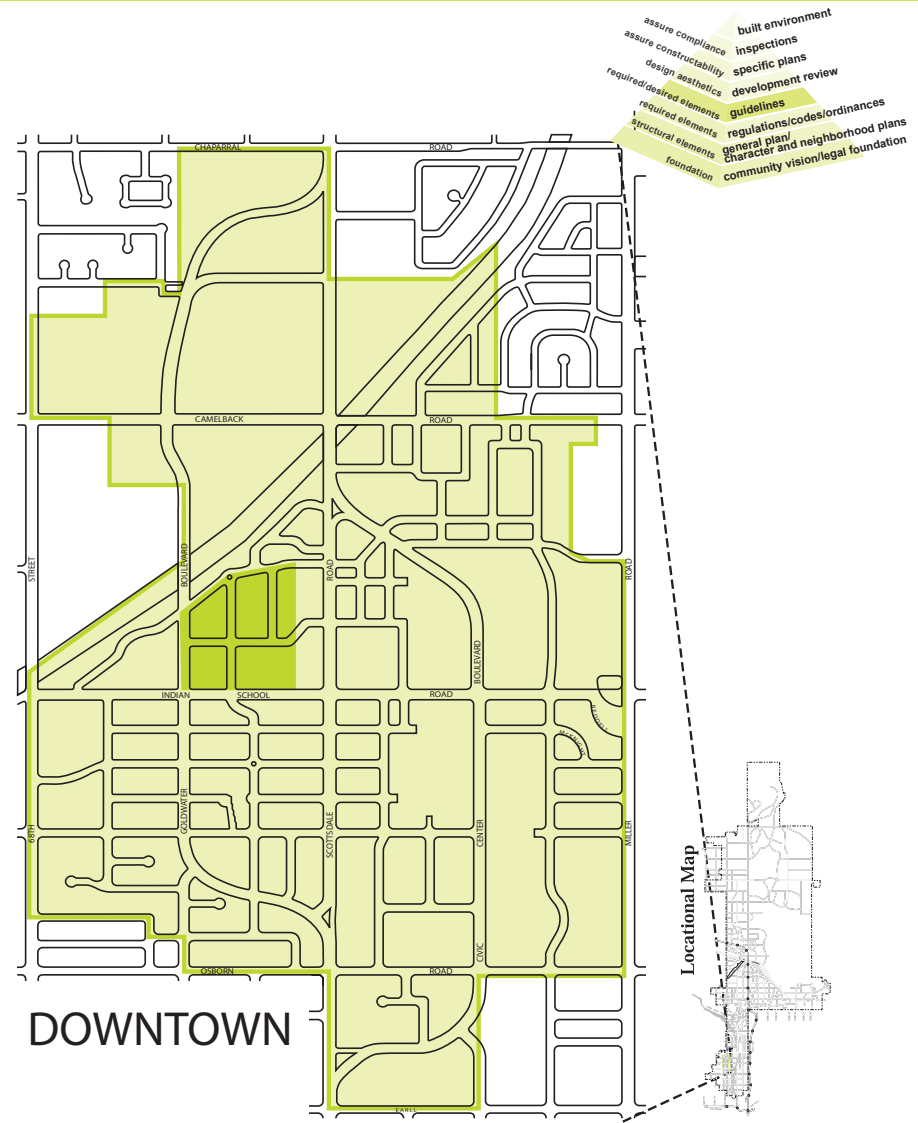 assure compliance built environment
assure constructability inspections
design aesthetics specific plans
required/desired elements development review
required elements guidelines
structural elements regulations/codes/ordinances
general plan/
character and neighborhood plans
foundation community vision/legal foundation
CHAPARRAL ROAD
CAMELBACK ROAD
STREET
BOULEVARD
ROAD
BOULEVARD
ROAD
INDIAN SCHOOL ROAD
MCKNIGHT
68TH
GOLDWATER
SCOTTSDALE
CENTER
MILLER
CIVIC
OSBORN ROAD
EARLL
DOWNTOWN
Locational Map